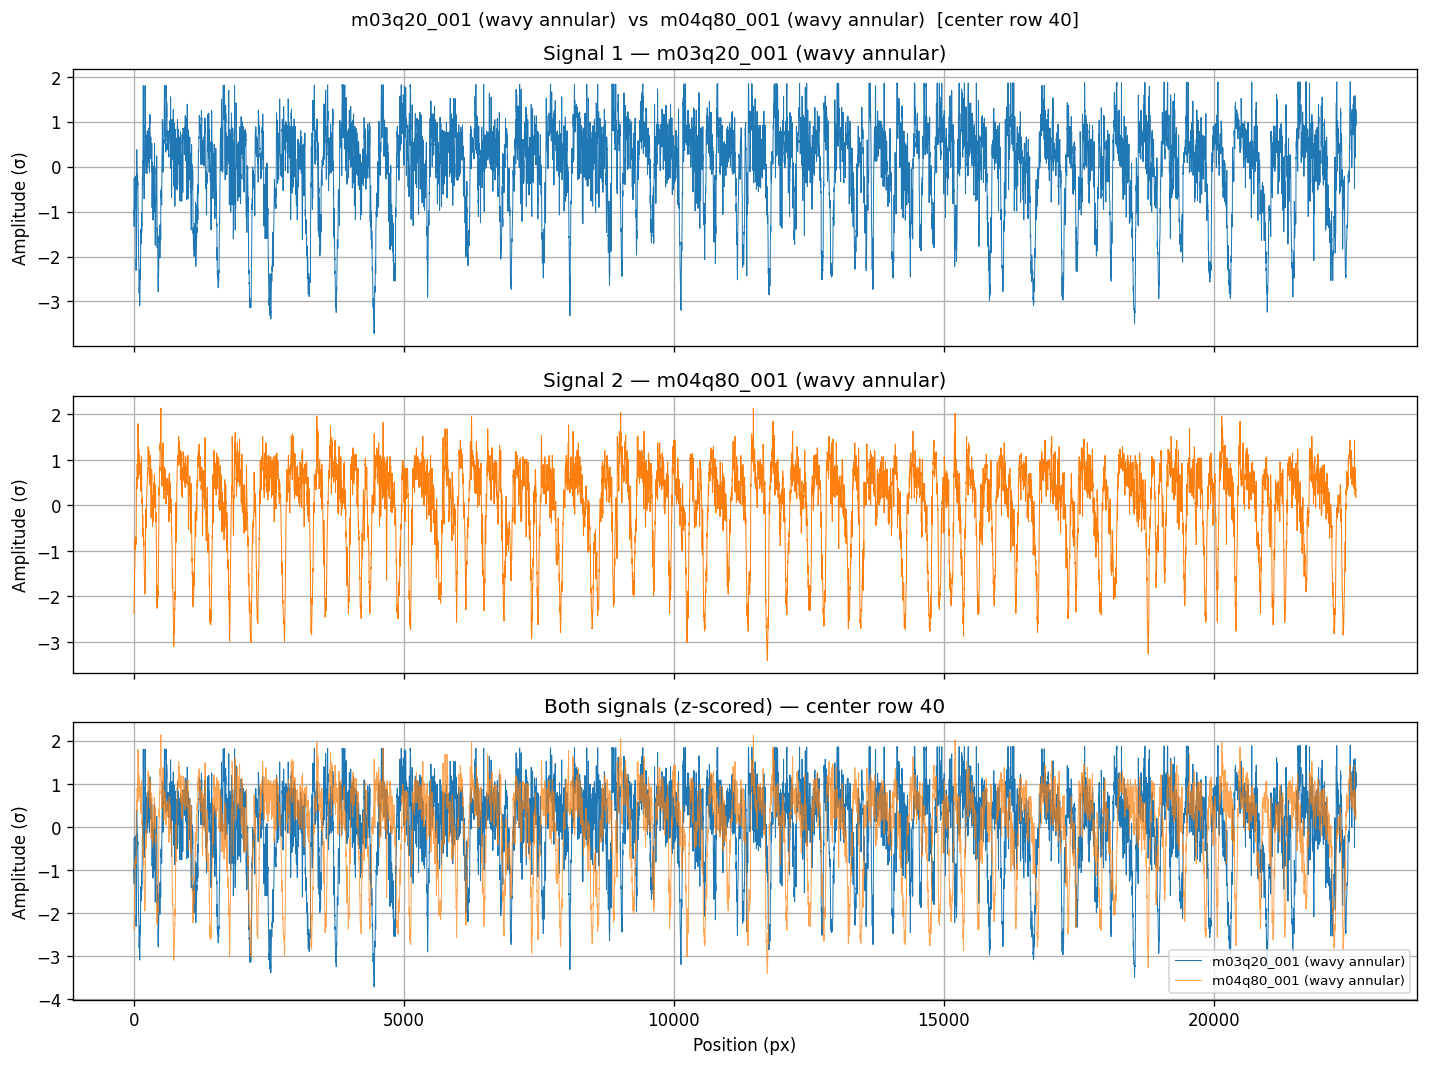 m03q20_001 (wavy annular)  vs  m04q80_001 (wavy annular)  [center row 40]
Signal 1 — m03q20_001 (wavy annular)
2
1
0
−1
−2
−3
Amplitude (σ)
Signal 2 — m04q80_001 (wavy annular)
2
1
0
−1
−2
−3
Amplitude (σ)
Both signals (z-scored) — center row 40
2
1
0
−1
−2
−3
−4
Amplitude (σ)
m03q20_001 (wavy annular)
m04q80_001 (wavy annular)
0 5000 10000 15000 20000
Position (px)